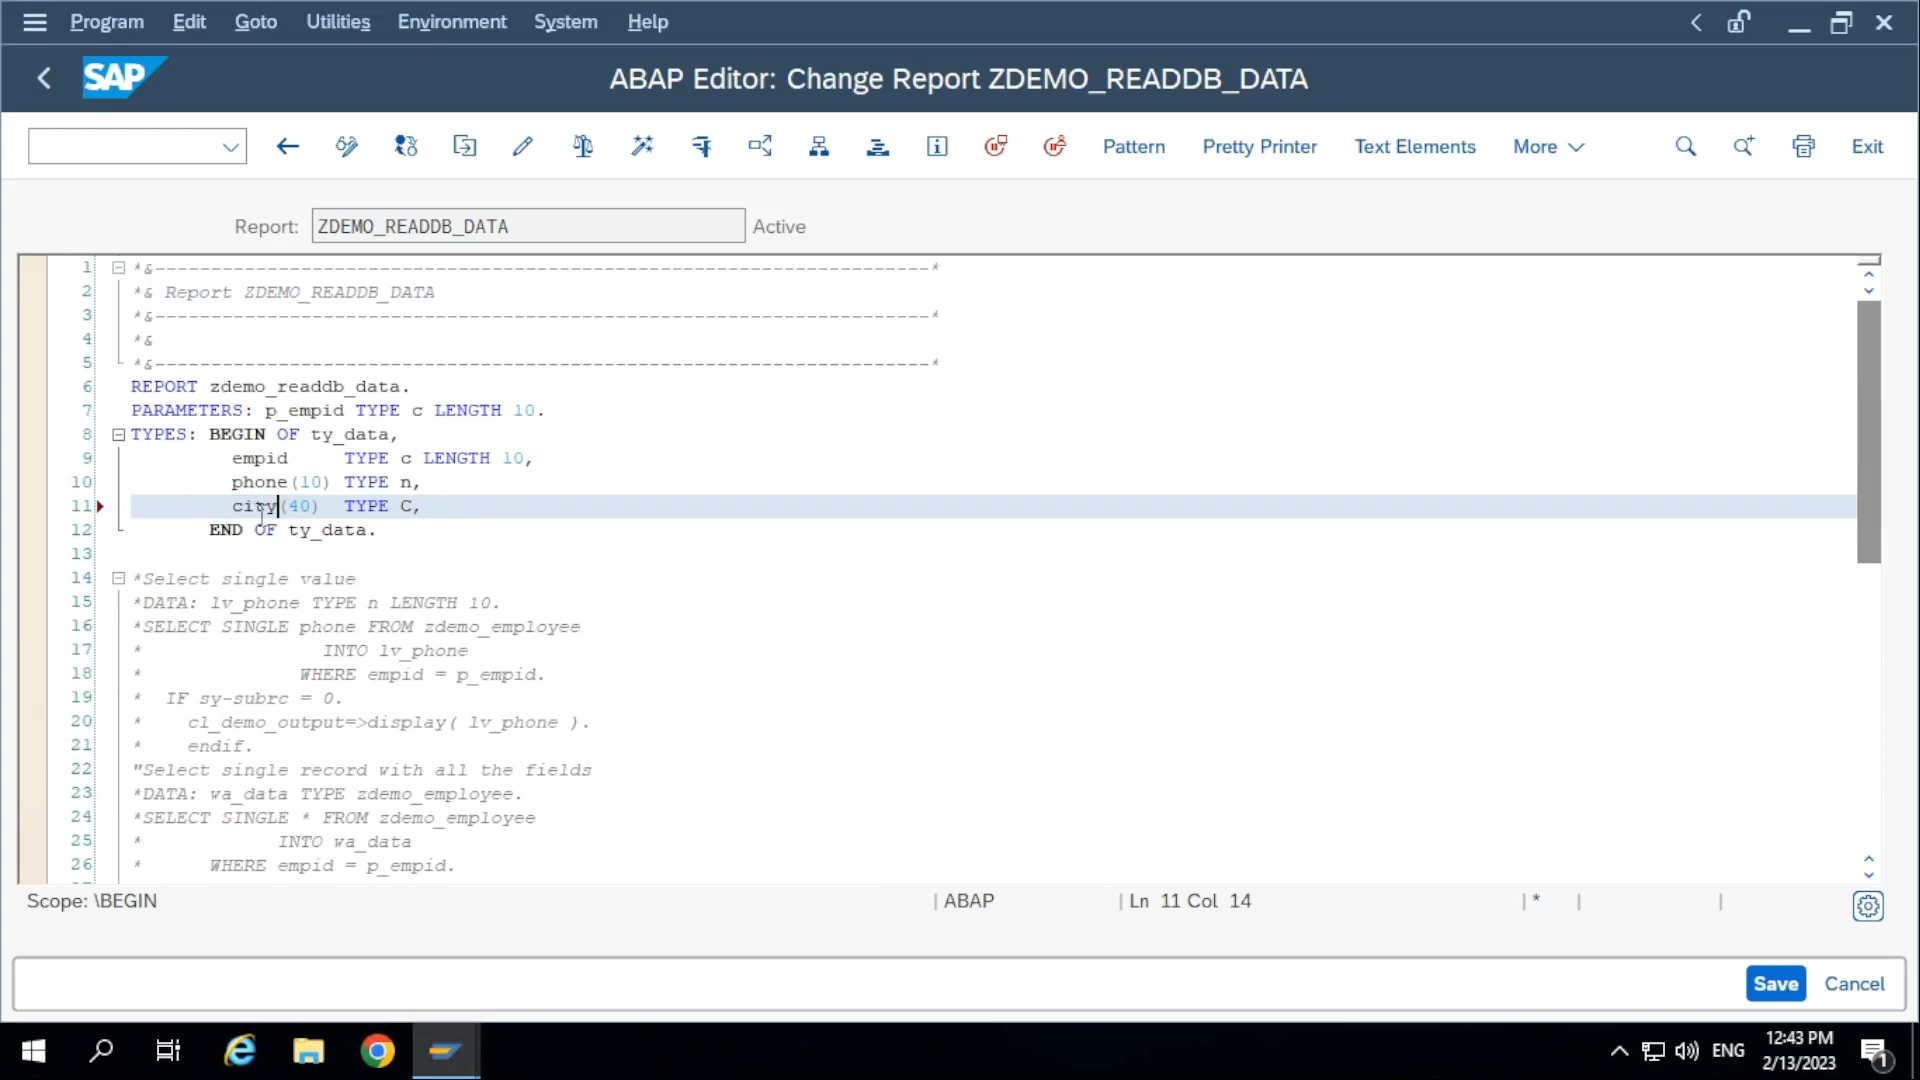 Program Edit Goto Utilities Environment System Help
SAP ABAP Editor: Change Report ZDEMO_READDB_DATA
Pattern Pretty Printer Text Elements More Exit
Report: ZDEMO_READDB_DATA Active
1 *&---------------------------------------------------------------------*
2 *& Report ZDEMO_READDB_DATA
3 *&---------------------------------------------------------------------*
4 *&
5 *&---------------------------------------------------------------------*
6 REPORT zdemo_readdb_data.
7 PARAMETERS: p_empid TYPE c LENGTH 10.
8 TYPES: BEGIN OF ty_data,
9 empid TYPE c LENGTH 10,
10 phone(10) TYPE n,
11 city(40) TYPE C,
12 END OF ty_data.
13
14 *Select single value
15 *DATA: lv_phone TYPE n LENGTH 10.
16 *SELECT SINGLE phone FROM zdemo_employee
17 * INTO lv_phone
18 * WHERE empid = p_empid.
19 * IF sy-subrc = 0.
20 * cl_demo_output=>display( lv_phone ).
21 * endif.
22 "Select single record with all the fields
23 *DATA: wa_data TYPE zdemo_employee.
24 *SELECT SINGLE * FROM zdemo_employee
25 * INTO wa_data
26 * WHERE empid = p_empid.
Scope: \BEGIN | ABAP | Ln 11 Col 14 | * | |
Save Cancel
ENG 12:43 PM
2/13/2023 1